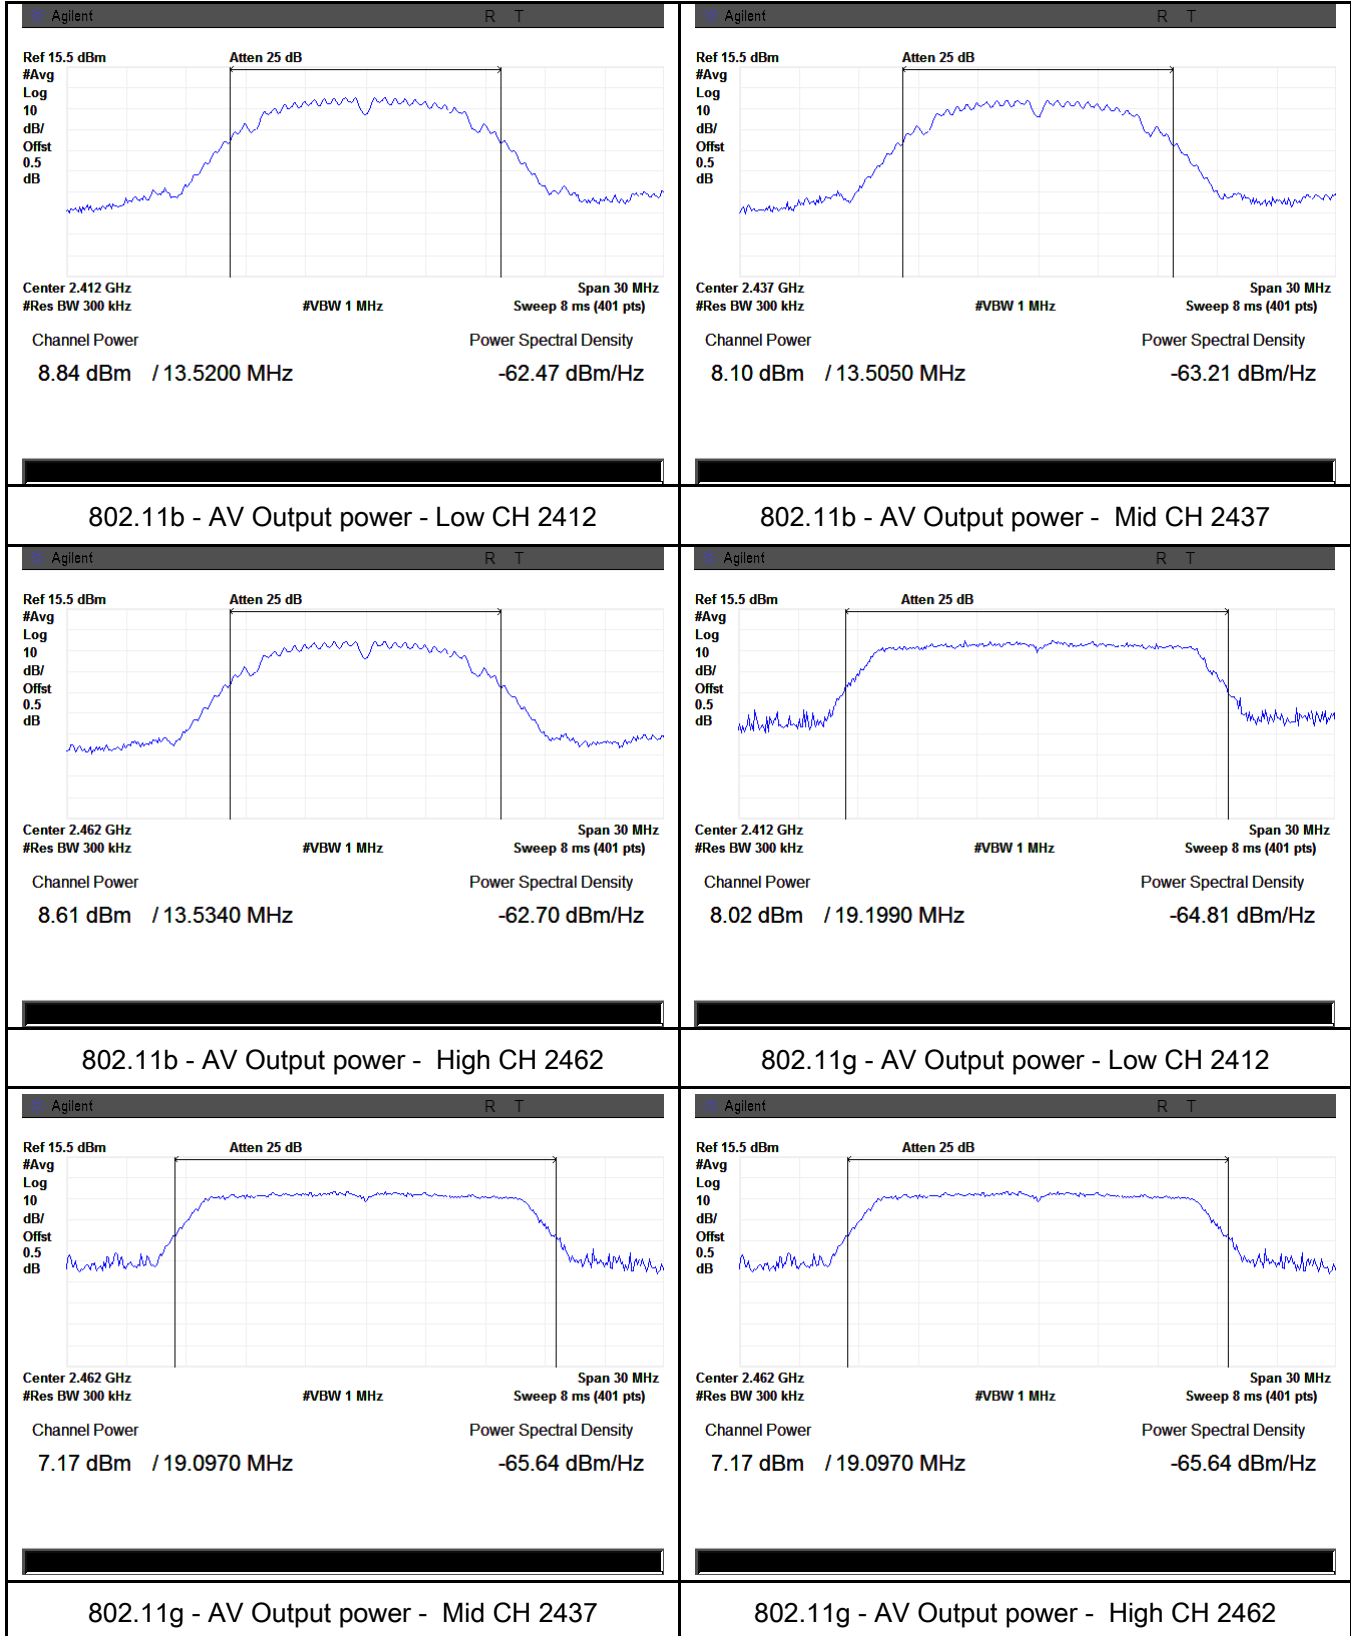 Agilent R T
Ref 15.5 dBm Atten 25 dB
#Avg
Log
10
dB/
Offst
0.5
dB
Center 2.412 GHz Span 30 MHz
#Res BW 300 kHz #VBW 1 MHz Sweep 8 ms (401 pts)
Channel Power Power Spectral Density
8.84 dBm / 13.5200 MHz -62.47 dBm/Hz
802.11b - AV Output power - Low CH 2412
Agilent R T
Ref 15.5 dBm Atten 25 dB
#Avg
Log
10
dB/
Offst
0.5
dB
Center 2.437 GHz Span 30 MHz
#Res BW 300 kHz #VBW 1 MHz Sweep 8 ms (401 pts)
Channel Power Power Spectral Density
8.10 dBm / 13.5050 MHz -63.21 dBm/Hz
802.11b - AV Output power - Mid CH 2437
Agilent R T
Ref 15.5 dBm Atten 25 dB
#Avg
Log
10
dB/
Offst
0.5
dB
Center 2.462 GHz Span 30 MHz
#Res BW 300 kHz #VBW 1 MHz Sweep 8 ms (401 pts)
Channel Power Power Spectral Density
8.61 dBm / 13.5340 MHz -62.70 dBm/Hz
802.11b - AV Output power - High CH 2462
Agilent R T
Ref 15.5 dBm Atten 25 dB
#Avg
Log
10
dB/
Offst
0.5
dB
Center 2.412 GHz Span 30 MHz
#Res BW 300 kHz #VBW 1 MHz Sweep 8 ms (401 pts)
Channel Power Power Spectral Density
8.02 dBm / 19.1990 MHz -64.81 dBm/Hz
802.11g - AV Output power - Low CH 2412
Agilent R T
Ref 15.5 dBm Atten 25 dB
#Avg
Log
10
dB/
Offst
0.5
dB
Center 2.462 GHz Span 30 MHz
#Res BW 300 kHz #VBW 1 MHz Sweep 8 ms (401 pts)
Channel Power Power Spectral Density
7.17 dBm / 19.0970 MHz -65.64 dBm/Hz
802.11g - AV Output power - Mid CH 2437
Agilent R T
Ref 15.5 dBm Atten 25 dB
#Avg
Log
10
dB/
Offst
0.5
dB
Center 2.462 GHz Span 30 MHz
#Res BW 300 kHz #VBW 1 MHz Sweep 8 ms (401 pts)
Channel Power Power Spectral Density
7.17 dBm / 19.0970 MHz -65.64 dBm/Hz
802.11g - AV Output power - High CH 2462